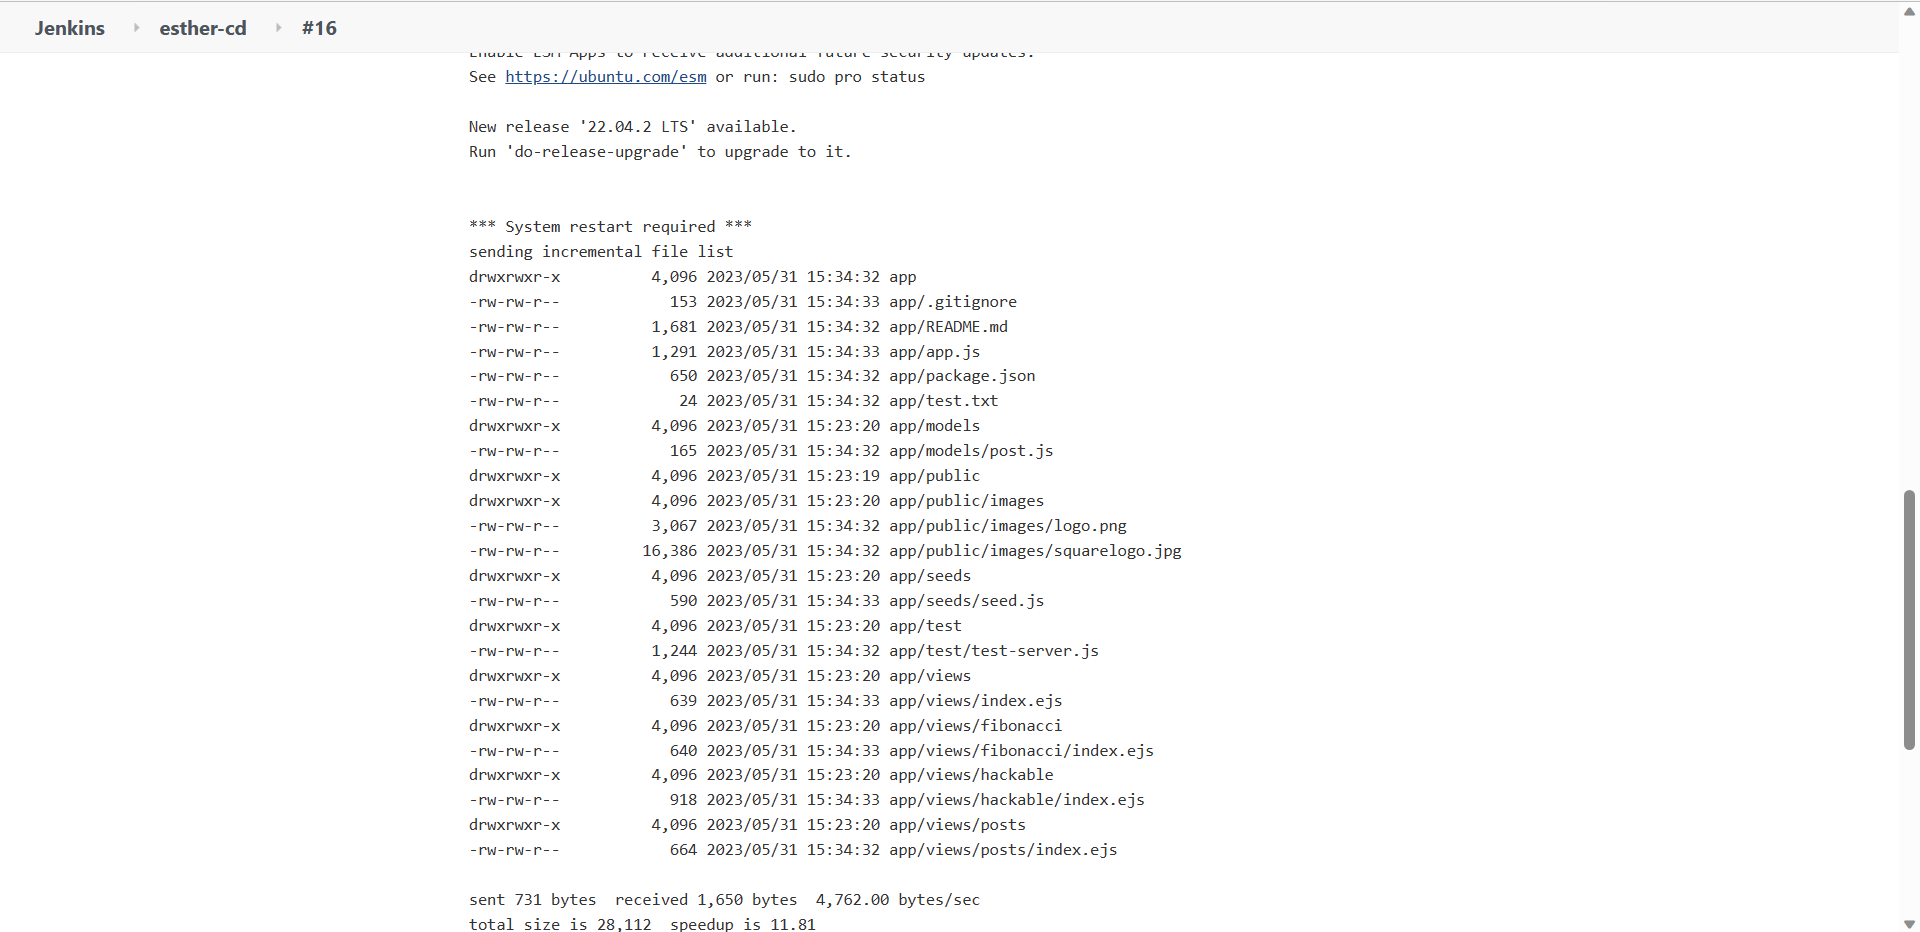 Jenkins esther-cd #16
Enable ESM Apps to receive additional future security updates.
See https://ubuntu.com/esm or run: sudo pro status
New release '22.04.2 LTS' available.
Run 'do-release-upgrade' to upgrade to it.
*** System restart required ***
sending incremental file list
drwxrwxr-x          4,096 2023/05/31 15:34:32 app
-rw-rw-r--            153 2023/05/31 15:34:33 app/.gitignore
-rw-rw-r--          1,681 2023/05/31 15:34:32 app/README.md
-rw-rw-r--          1,291 2023/05/31 15:34:33 app/app.js
-rw-rw-r--            650 2023/05/31 15:34:32 app/package.json
-rw-rw-r--             24 2023/05/31 15:34:32 app/test.txt
drwxrwxr-x          4,096 2023/05/31 15:23:20 app/models
-rw-rw-r--            165 2023/05/31 15:34:32 app/models/post.js
drwxrwxr-x          4,096 2023/05/31 15:23:19 app/public
drwxrwxr-x          4,096 2023/05/31 15:23:20 app/public/images
-rw-rw-r--          3,067 2023/05/31 15:34:32 app/public/images/logo.png
-rw-rw-r--         16,386 2023/05/31 15:34:32 app/public/images/squarelogo.jpg
drwxrwxr-x          4,096 2023/05/31 15:23:20 app/seeds
-rw-rw-r--            590 2023/05/31 15:34:33 app/seeds/seed.js
drwxrwxr-x          4,096 2023/05/31 15:23:20 app/test
-rw-rw-r--          1,244 2023/05/31 15:34:32 app/test/test-server.js
drwxrwxr-x          4,096 2023/05/31 15:23:20 app/views
-rw-rw-r--            639 2023/05/31 15:34:33 app/views/index.ejs
drwxrwxr-x          4,096 2023/05/31 15:23:20 app/views/fibonacci
-rw-rw-r--            640 2023/05/31 15:34:33 app/views/fibonacci/index.ejs
drwxrwxr-x          4,096 2023/05/31 15:23:20 app/views/hackable
-rw-rw-r--            918 2023/05/31 15:34:33 app/views/hackable/index.ejs
drwxrwxr-x          4,096 2023/05/31 15:23:20 app/views/posts
-rw-rw-r--            664 2023/05/31 15:34:32 app/views/posts/index.ejs
sent 731 bytes  received 1,650 bytes  4,762.00 bytes/sec
total size is 28,112  speedup is 11.81